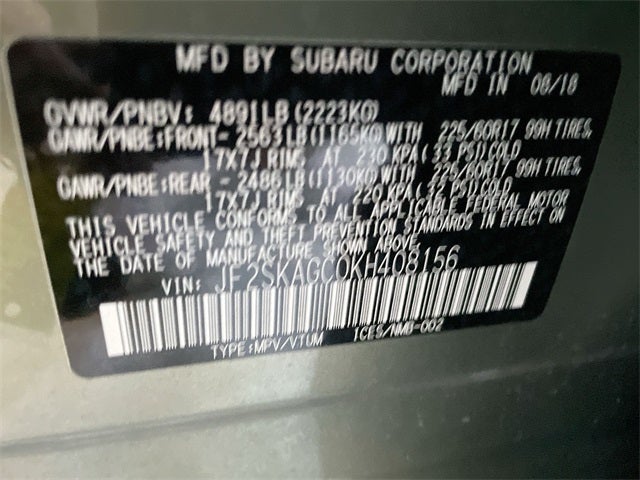 MFD BY SUBARU CORPORATION
MFD IN 08/18
GVWR/PNBV: 4891LB(2223KG)
GAWR/PNBE:FRONT- 2563LB(1165KG)WITH 225/60R17 99H TIRES,
17X7J RIMS AT 230 KPA(33 PSI)COLD
GAWR/PNBE:REAR - 2486LB(1130KG)WITH 225/60R17 99H TIRES,
17X7J RIMS AT 220 KPA(32 PSI)COLD
THIS VEHICLE CONFORMS TO ALL APPLICABLE FEDERAL MOTOR
VEHICLE SAFETY AND THEFT PREVENTION STANDARDS IN EFFECT ON
THE DATE OF MANUFACTURE SHOWN ABOVE.
VIN: JF2SKAGC0KH408156
TYPE:MPV/VTUM ICES/NMB-002